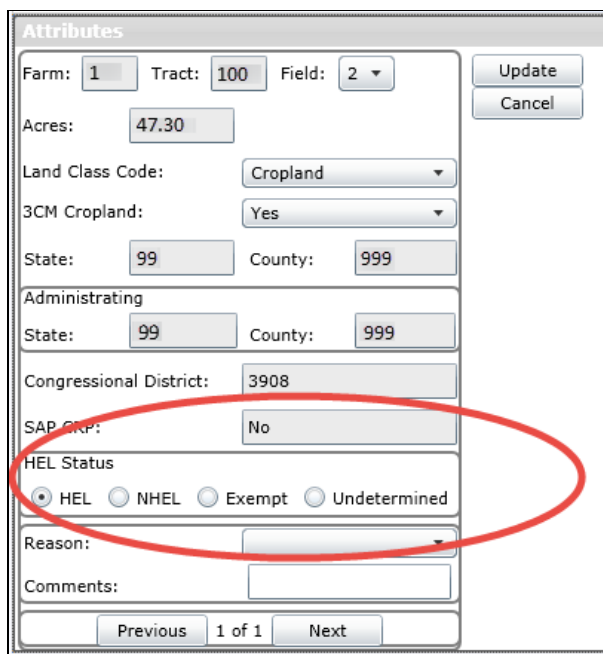 Attributes
Farm: 1 Tract: 100 Field: 2
Update
Cancel
Acres: 47.30
Land Class Code: Cropland
3CM Cropland: Yes
State: 99 County: 999
Administrating
State: 99 County: 999
Congressional District: 3908
SAP CRP: No
HEL Status
HEL NHEL Exempt Undetermined
Reason:
Comments:
Previous 1 of 1 Next